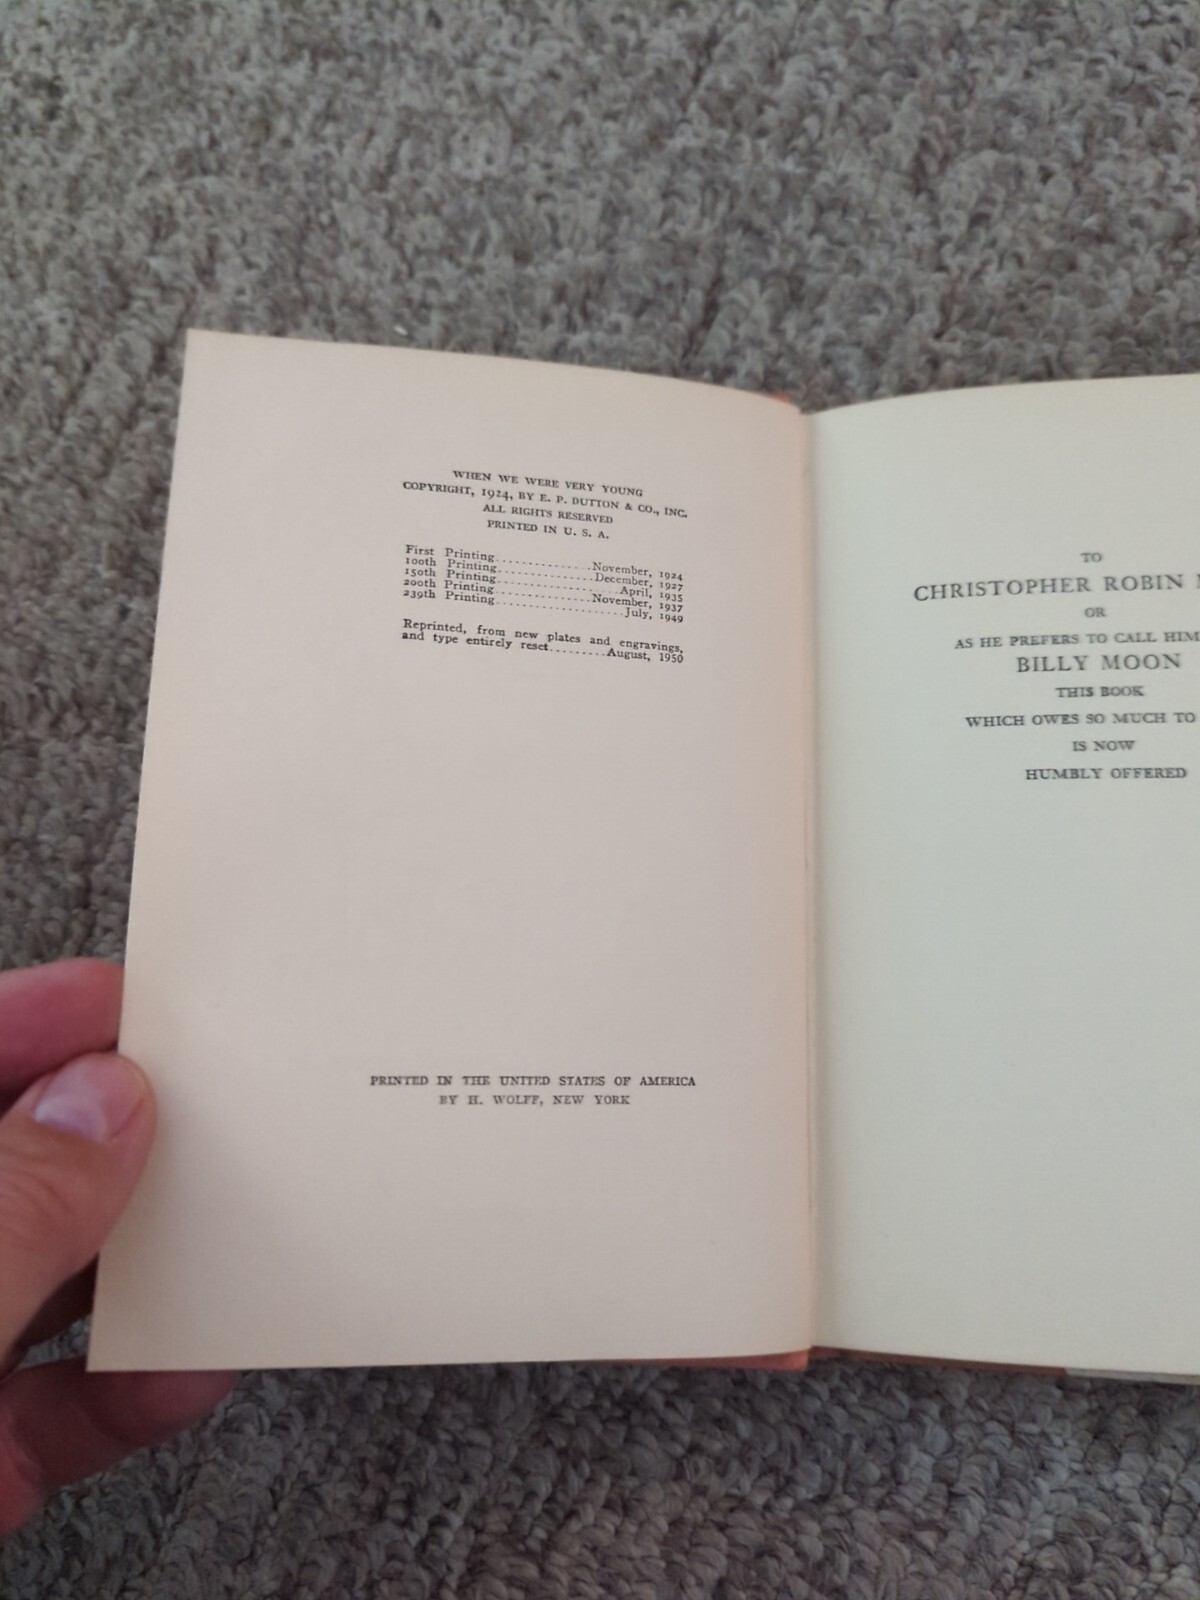 WHEN WE WERE VERY YOUNG
COPYRIGHT, 1924, BY E. P. DUTTON & CO., INC.
ALL RIGHTS RESERVED
PRINTED IN U. S. A.
First Printing................November, 1924
100th Printing................December, 1927
150th Printing....................April, 1935
200th Printing................November, 1937
239th Printing.....................July, 1949
Reprinted, from new plates and engravings,
and type entirely reset.........August, 1950
PRINTED IN THE UNITED STATES OF AMERICA
BY H. WOLFF, NEW YORK
TO
CHRISTOPHER ROBIN
OR
AS HE PREFERS TO CALL HIM
BILLY MOON
THIS BOOK
WHICH OWES SO MUCH TO
IS NOW
HUMBLY OFFERED